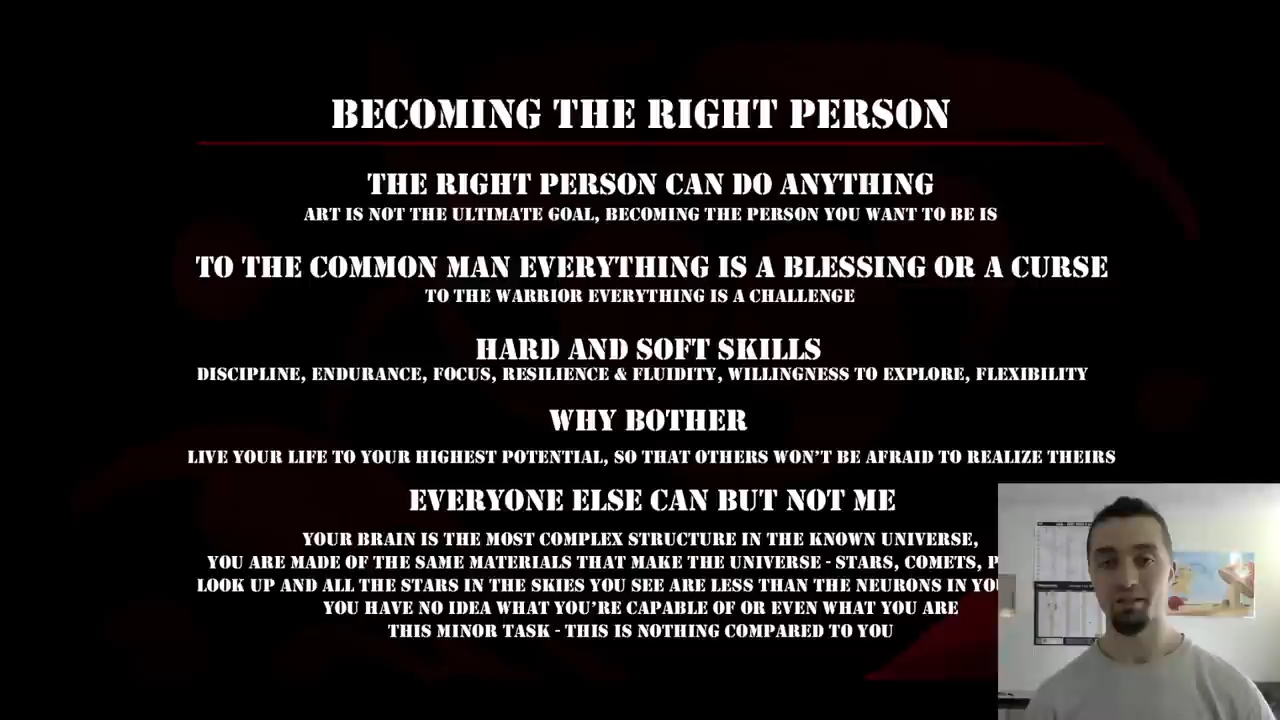 BECOMING THE RIGHT PERSON
THE RIGHT PERSON CAN DO ANYTHING
ART IS NOT THE ULTIMATE GOAL, BECOMING THE PERSON YOU WANT TO BE IS
TO THE COMMON MAN EVERYTHING IS A BLESSING OR A CURSE
TO THE WARRIOR EVERYTHING IS A CHALLENGE
HARD AND SOFT SKILLS
DISCIPLINE, ENDURANCE, FOCUS, RESILIENCE & FLUIDITY, WILLINGNESS TO EXPLORE, FLEXIBILITY
WHY BOTHER
LIVE YOUR LIFE TO YOUR HIGHEST POTENTIAL, SO THAT OTHERS WON'T BE AFRAID TO REALIZE THEIRS
EVERYONE ELSE CAN BUT NOT ME
YOUR BRAIN IS THE MOST COMPLEX STRUCTURE IN THE KNOWN UNIVERSE,
YOU ARE MADE OF THE SAME MATERIALS THAT MAKE THE UNIVERSE - STARS, COMETS,
LOOK UP AND ALL THE STARS IN THE SKIES YOU SEE ARE LESS THAN THE NEURONS IN
YOU HAVE NO IDEA WHAT YOU'RE CAPABLE OF OR EVEN WHAT YOU ARE
THIS MINOR TASK - THIS IS NOTHING COMPARED TO YOU